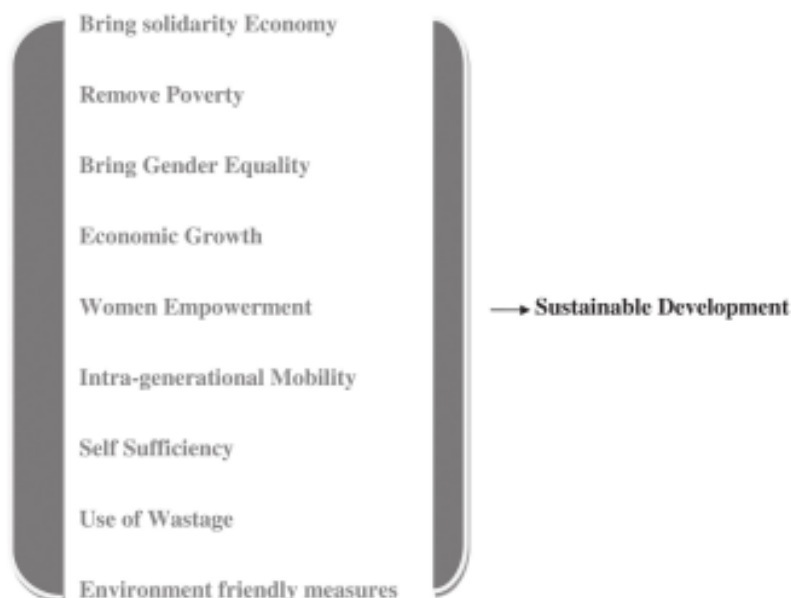 Bring solidarity Economy
Remove Poverty
Bring Gender Equality
Economic Growth
Women Empowerment
Sustainable Development
Intra-generational Mobility
Self Sufficiency
Use of Wastage
Environment friendly measures